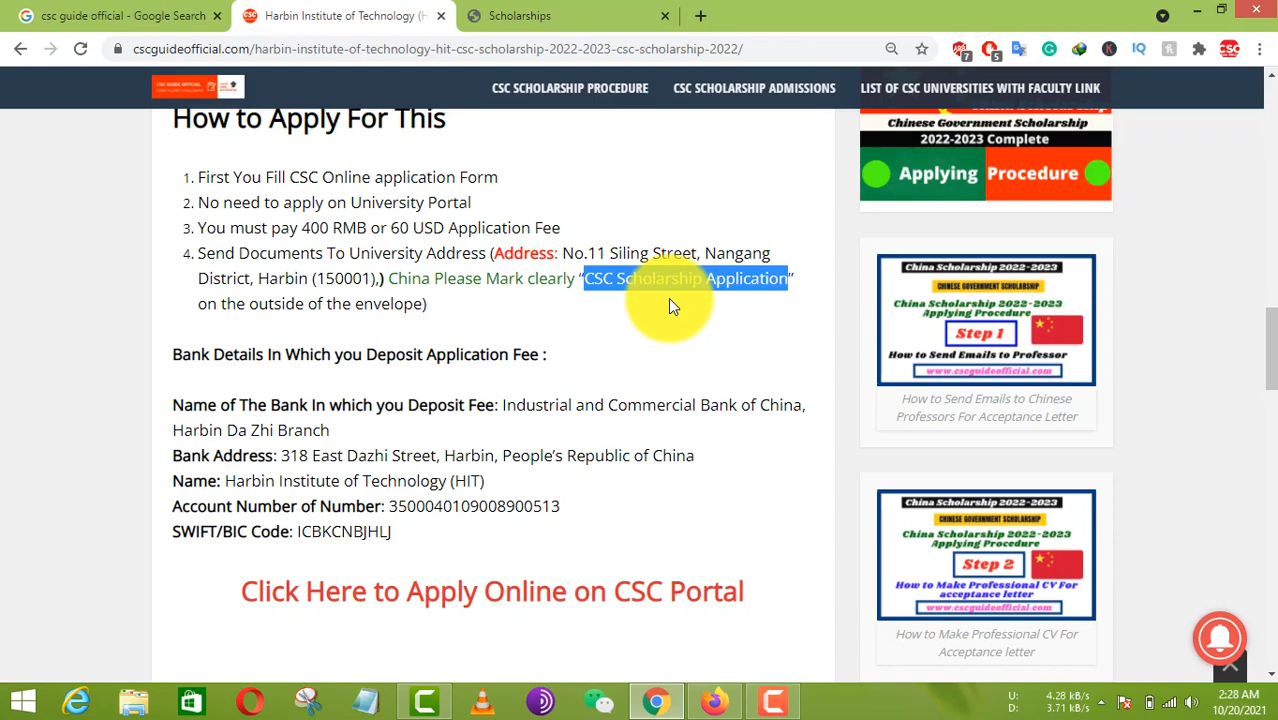 csc guide official - Google Search
Harbin Institute of Technology (H
Scholarships
cscguideofficial.com/harbin-institute-of-technology-hit-csc-scholarship-2022-2023-csc-scholarship-2022/
7
5
IQ
CSC GUIDE OFFICIAL
CSC SCHOLARSHIP PROCEDURE
CSC SCHOLARSHIP ADMISSIONS
LIST OF CSC UNIVERSITIES WITH FACULTY LINK
How to Apply For This
1. First You Fill CSC Online application Form
2. No need to apply on University Portal
3. You must pay 400 RMB or 60 USD Application Fee
4. Send Documents To University Address (Address: No.11 Siling Street, Nangang
District, Harbin (150001),) China Please Mark clearly “CSC Scholarship Application”
on the outside of the envelope)
Bank Details In Which you Deposit Application Fee :
Name of The Bank In which you Deposit Fee: Industrial and Commercial Bank of China,
Harbin Da Zhi Branch
Bank Address: 318 East Dazhi Street, Harbin, People’s Republic of China
Name: Harbin Institute of Technology (HIT)
Account Number of Number: 3500040109008900513
SWIFT/BIC Code: ICBKCNBJHLJ
Click Here to Apply Online on CSC Portal
Chinese Government Scholarship
2022-2023 Complete
Applying Procedure
China Scholarship 2022-2023
CHINESE GOVERNMENT SCHOLARSHIP
China Scholarship 2022-2023
Applying Procedure
Step 1
How to Send Emails to Professor
www.cscguideofficial.com
How to Send Emails to Chinese
Professors For Acceptance Letter
China Scholarship 2022-2023
CHINESE GOVERNMENT SCHOLARSHIP
China Scholarship 2022-2023
Applying Procedure
Step 2
How to Make Professional CV For
acceptance letter
www.cscguideofficial.com
How to Make Professional CV For
Acceptance letter
U: 4.28 kB/s
D: 3.71 kB/s
2:28 AM
10/20/2021